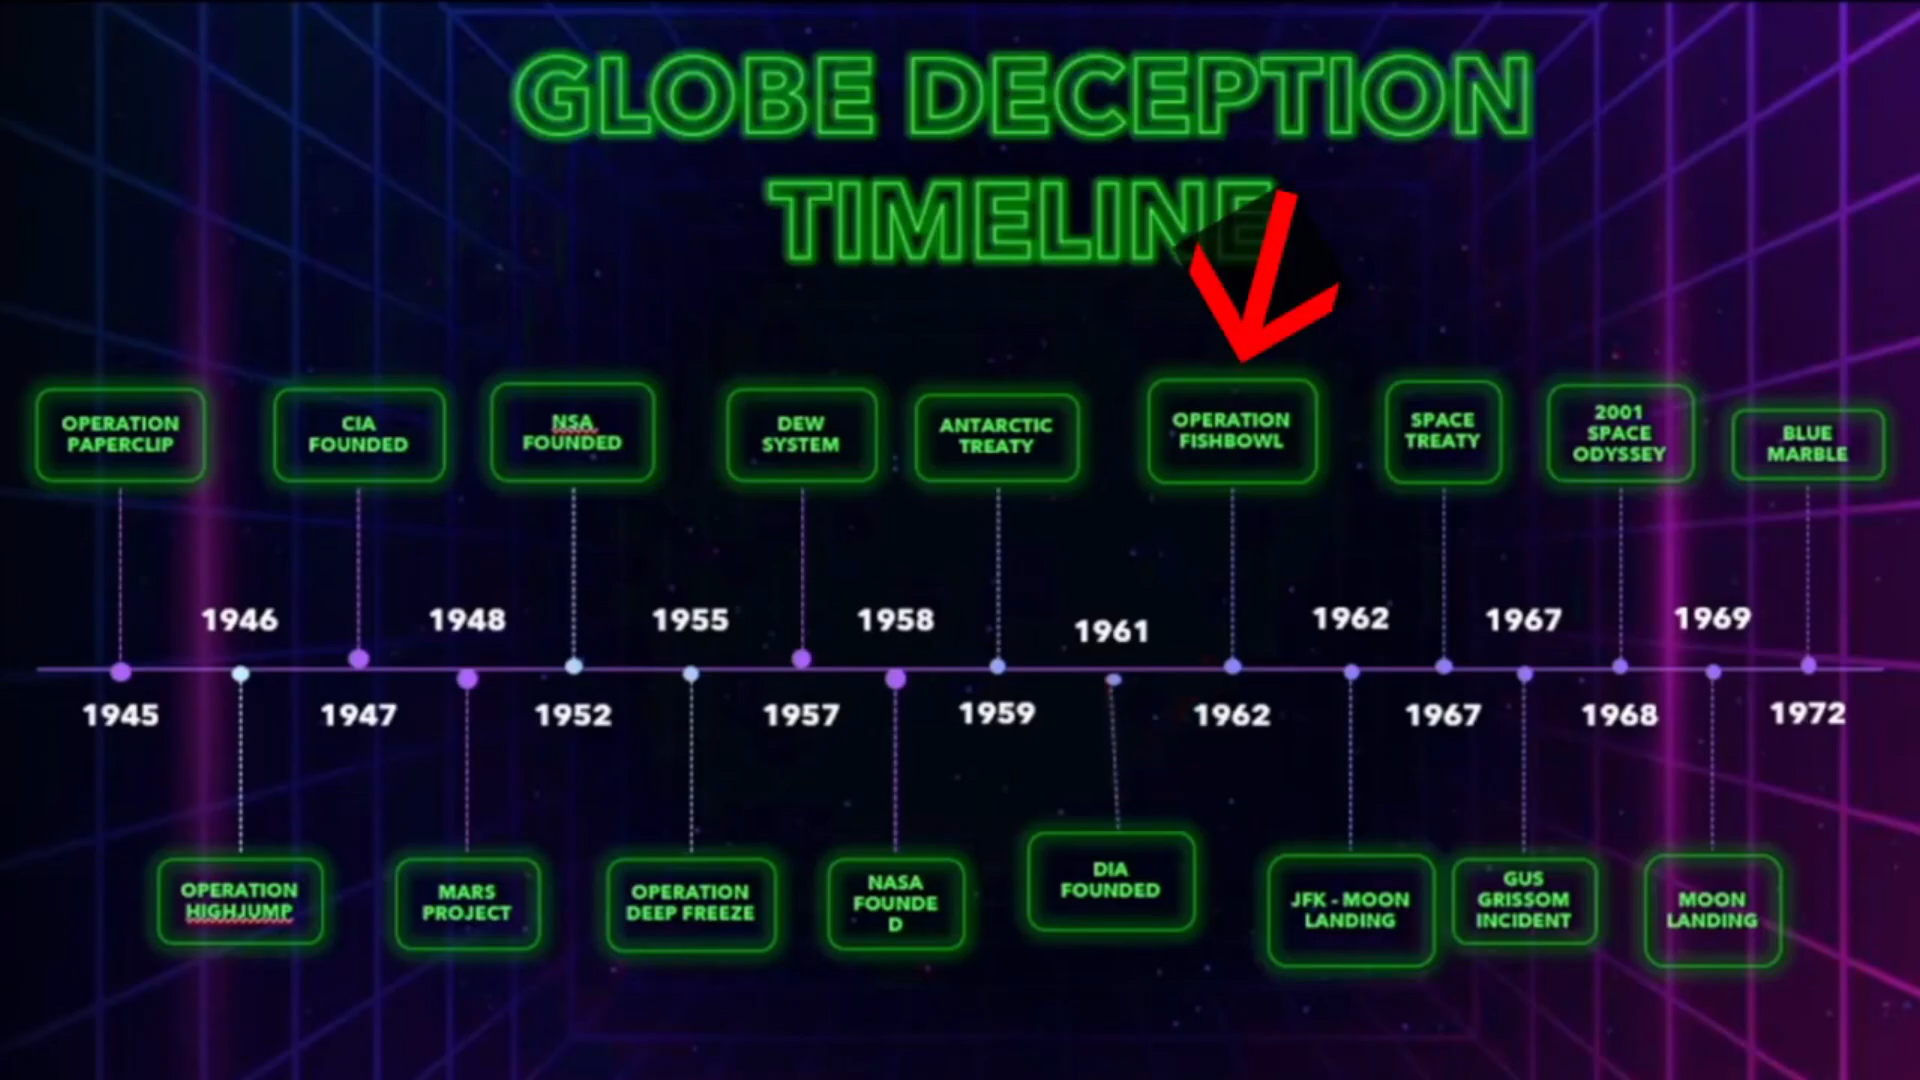 GLOBE DECEPTION
TIMELINE
OPERATION
PAPERCLIP
CIA
FOUNDED
NSA
FOUNDED
DEW
SYSTEM
ANTARCTIC
TREATY
OPERATION
FISHBOWL
SPACE
TREATY
2001
SPACE
ODYSSEY
BLUE
MARBLE
1946
1948
1955
1958
1961
1962
1967
1969
1945
1947
1952
1957
1959
1962
1967
1968
1972
OPERATION
HIGHJUMP
MARS
PROJECT
OPERATION
DEEP FREEZE
NASA
FOUNDE
D
DIA
FOUNDED
JFK - MOON
LANDING
GUS
GRISSOM
INCIDENT
MOON
LANDING